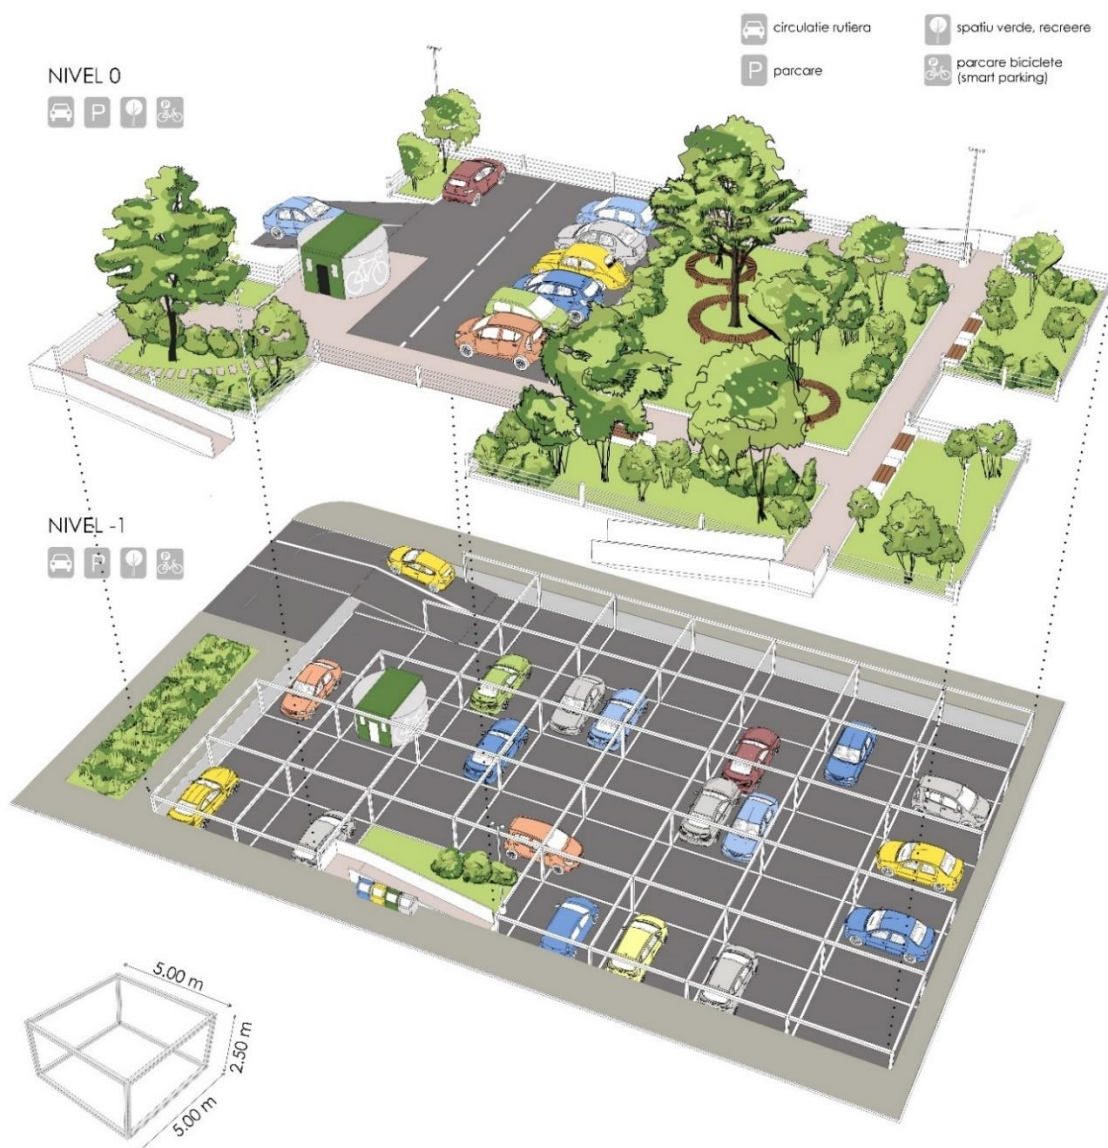 circulatie rutiera
spatiu verde, recreere
P parcare
P parcare biciclete
(smart parking)
NIVEL 0
P P
NIVEL -1
P P
5.00 m
2.50 m
5.00 m